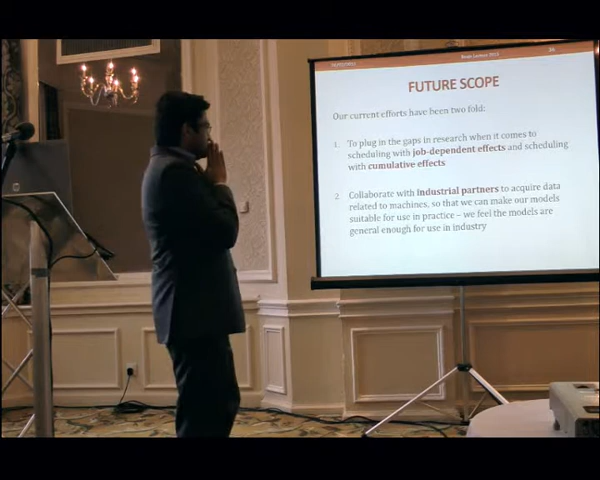 FUTURE SCOPE
Our current efforts have been two fold:
1. To plug in the gaps in research when it comes to
scheduling with job-dependent effects and scheduling
with cumulative effects
2. Collaborate with industrial partners to acquire data
related to machines, so that we can make our models
suitable for use in practice – we feel the models are
general enough for use in industry